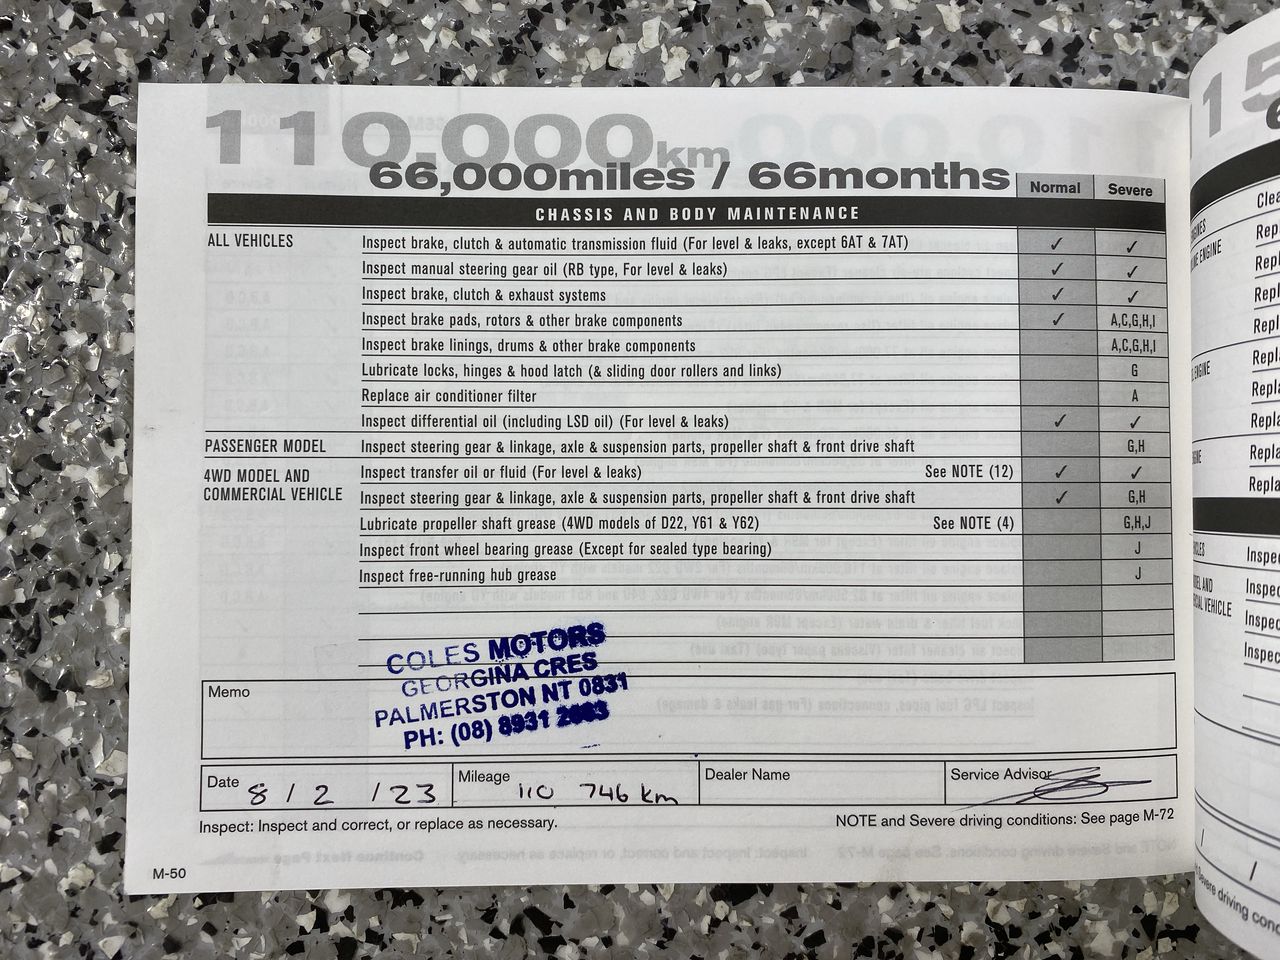 110,000km
66,000miles / 66months
Normal Severe
CHASSIS AND BODY MAINTENANCE
ALL VEHICLES Inspect brake, clutch & automatic transmission fluid (For level & leaks, except 6AT & 7AT) ✓ ✓
Inspect manual steering gear oil (RB type, For level & leaks) ✓ ✓
Inspect brake, clutch & exhaust systems ✓ ✓
Inspect brake pads, rotors & other brake components ✓ A,C,G,H,I
Inspect brake linings, drums & other brake components A,C,G,H,I
Lubricate locks, hinges & hood latch (& sliding door rollers and links) G
Replace air conditioner filter A
Inspect differential oil (including LSD oil) (For level & leaks) ✓ ✓
PASSENGER MODEL Inspect steering gear & linkage, axle & suspension parts, propeller shaft & front drive shaft G,H
4WD MODEL AND Inspect transfer oil or fluid (For level & leaks) See NOTE (12) ✓ ✓
COMMERCIAL VEHICLE Inspect steering gear & linkage, axle & suspension parts, propeller shaft & front drive shaft ✓ G,H
Lubricate propeller shaft grease (4WD models of D22, Y61 & Y62) See NOTE (4) G,H,J
Inspect front wheel bearing grease (Except for sealed type bearing) J
Inspect free-running hub grease J
COLES MOTORS
GEORGINA CRES
PALMERSTON NT 0831
PH: (08) 8931
Memo
Date 8 / 2 / 23 Mileage 110 746 km Dealer Name Service Advisor
Inspect: Inspect and correct, or replace as necessary. NOTE and Severe driving conditions: See page M-72
M-50